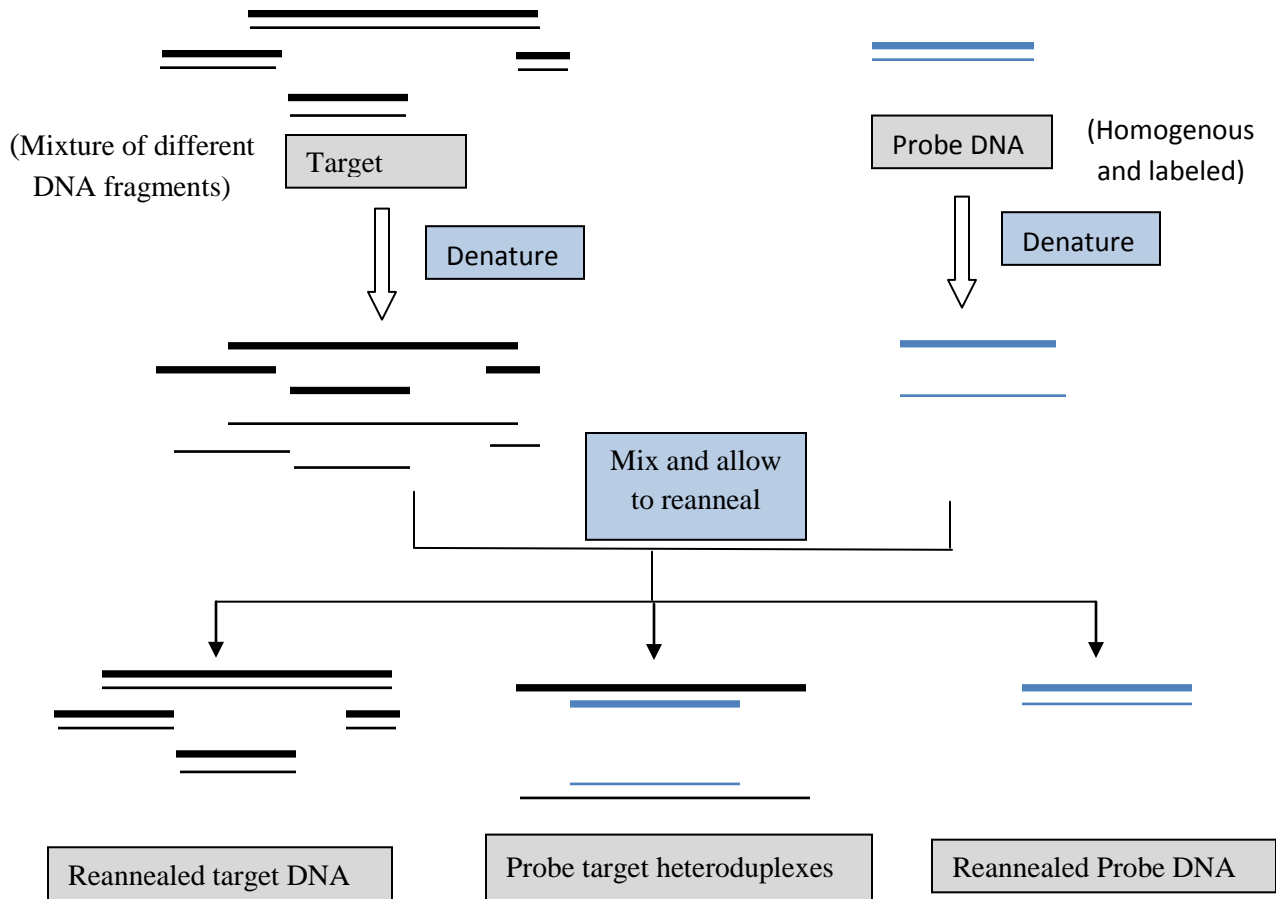 (Mixture of different
DNA fragments)
Target
Probe DNA
(Homogenous
and labeled)
Denature
Denature
Mix and allow
to reanneal
Reannealed target DNA
Probe target heteroduplexes
Reannealed Probe DNA